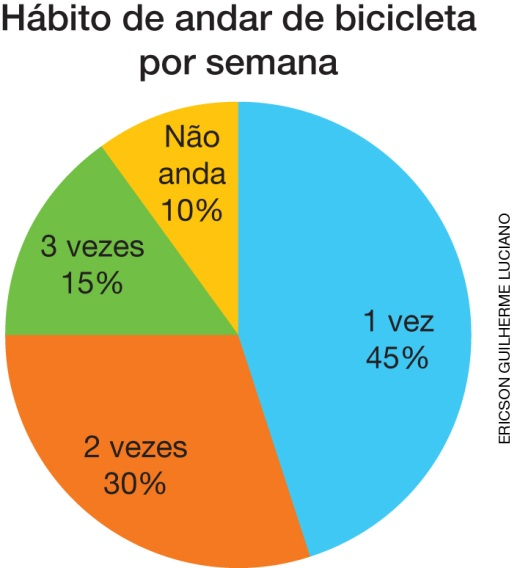 Hábito de andar de bicicleta
por semana
Não
anda
10%
3 vezes
15%
1 vez
45%
2 vezes
30%
ERICSON GUILHERME LUCIANO